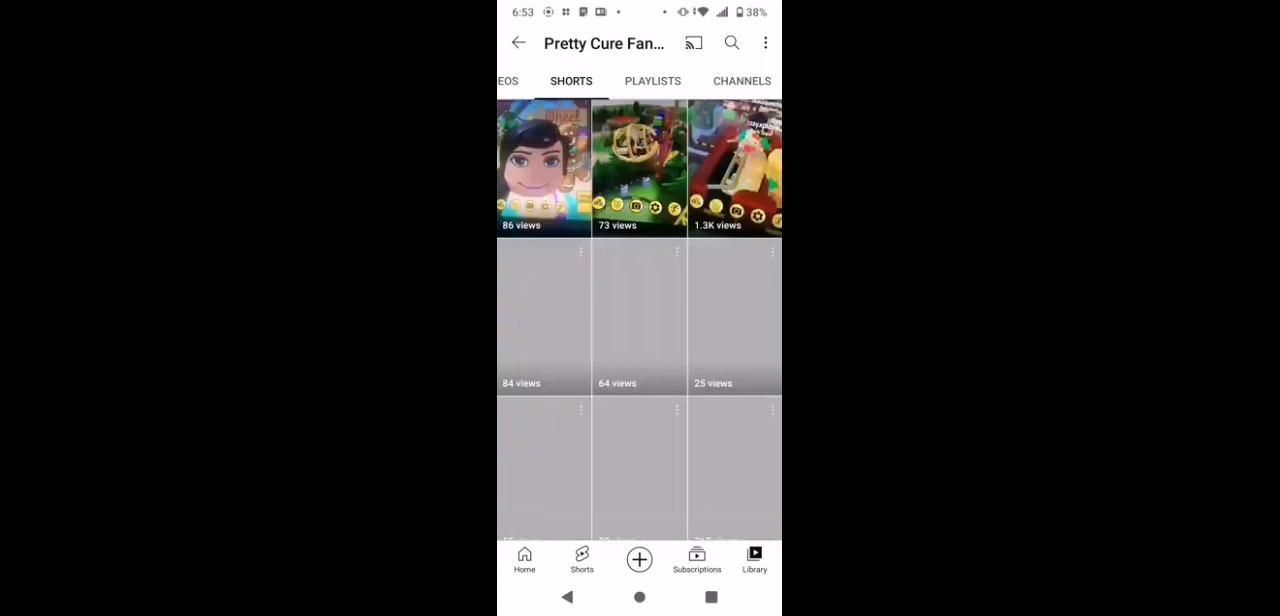 6:53 38%
Pretty Cure Fan...
EOS SHORTS PLAYLISTS CHANNELS
Wheel
86 views 73 views 1.3K views
84 views 64 views 25 views
Home Shorts Subscriptions Library